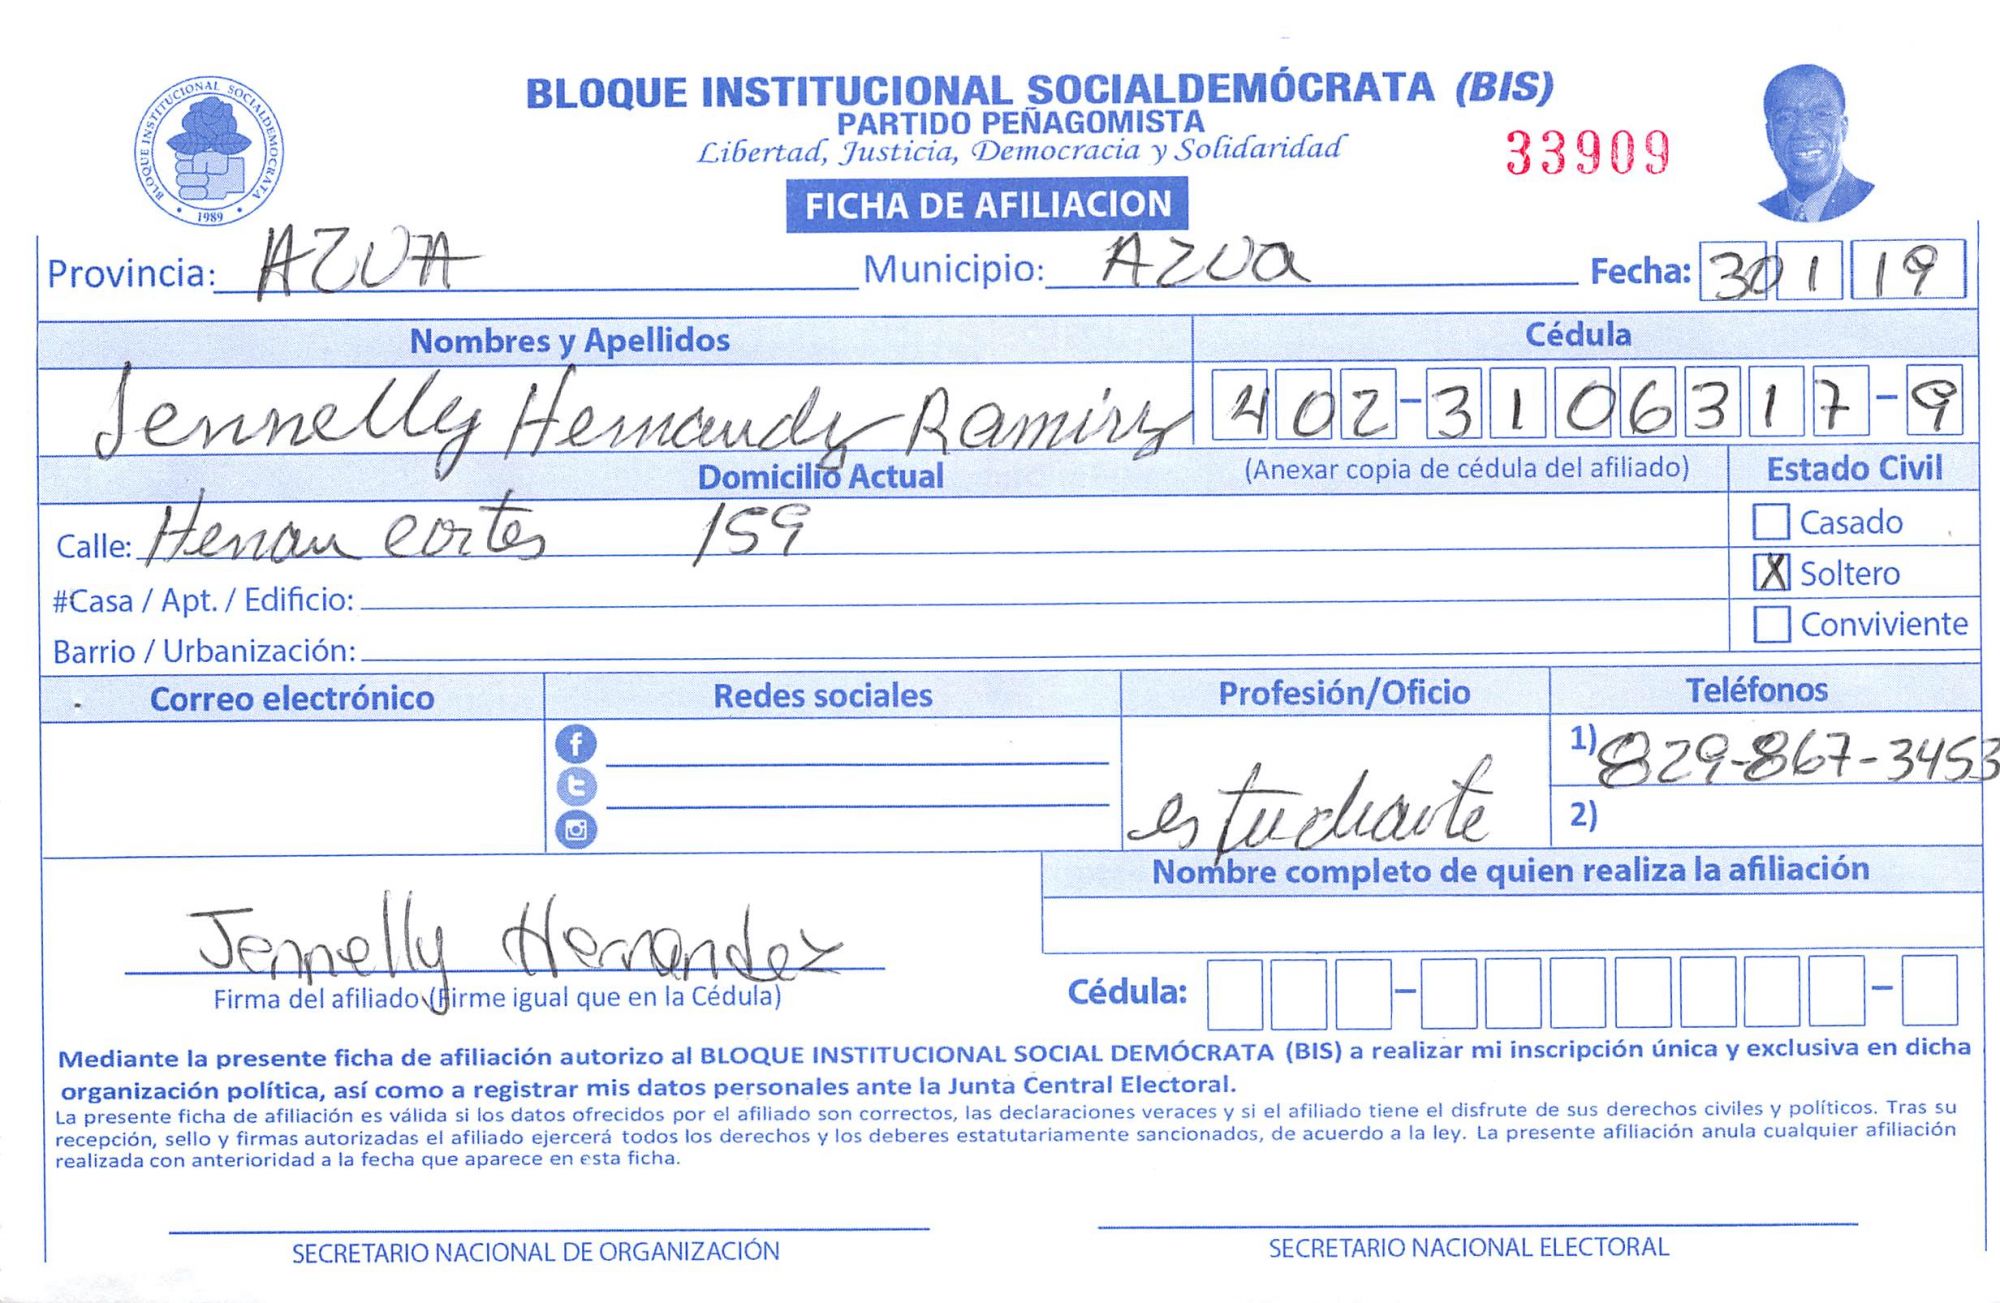 BLOQUE INSTITUCIONAL SOCIALDEMÓCRATA (BIS)
PARTIDO PEÑAGOMISTA
Libertad, Justicia, Democracia y Solidaridad
33909
BLOQUE INSTITUCIONAL SOCIALDEMOCRATA
• 1989 •
FICHA DE AFILIACION
Provincia: AZUA Municipio: AZUa Fecha: 30 1 19
Nombres y Apellidos Cédula
Jennelly Hernandez Ramirez 402-3106317-9
Domicilio Actual (Anexar copia de cédula del afiliado) Estado Civil
Calle: Henan cortes 159
Casado
X Soltero
#Casa / Apt. / Edificio:
Conviviente
Barrio / Urbanización:
Correo electrónico Redes sociales Profesión/Oficio Teléfonos
1) 829-867-3453
estudiante
2)
Nombre completo de quien realiza la afiliación
Jennelly Hernandez
Firma del afiliado (Firme igual que en la Cédula)
Cédula: - -
Mediante la presente ficha de afiliación autorizo al BLOQUE INSTITUCIONAL SOCIAL DEMÓCRATA (BIS) a realizar mi inscripción única y exclusiva en dicha
organización política, así como a registrar mis datos personales ante la Junta Central Electoral.
La presente ficha de afiliación es válida si los datos ofrecidos por el afiliado son correctos, las declaraciones veraces y si el afiliado tiene el disfrute de sus derechos civiles y políticos. Tras su
recepción, sello y firmas autorizadas el afiliado ejercerá todos los derechos y los deberes estatutariamente sancionados, de acuerdo a la ley. La presente afiliación anula cualquier afiliación
realizada con anterioridad a la fecha que aparece en esta ficha.
SECRETARIO NACIONAL DE ORGANIZACIÓN SECRETARIO NACIONAL ELECTORAL